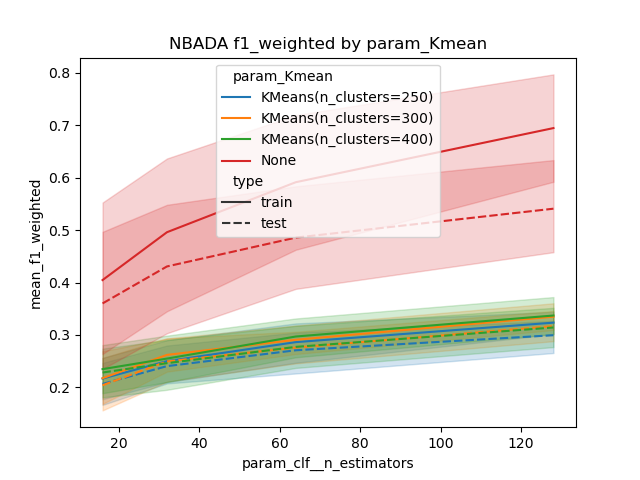 NBADA f1_weighted by param_Kmean
mean_f1_weighted
0.8
0.7
0.6
0.5
0.4
0.3
0.2
param_Kmean
KMeans(n_clusters=250)
KMeans(n_clusters=300)
KMeans(n_clusters=400)
None
type
train
test
20 40 60 80 100 120
param_clf__n_estimators